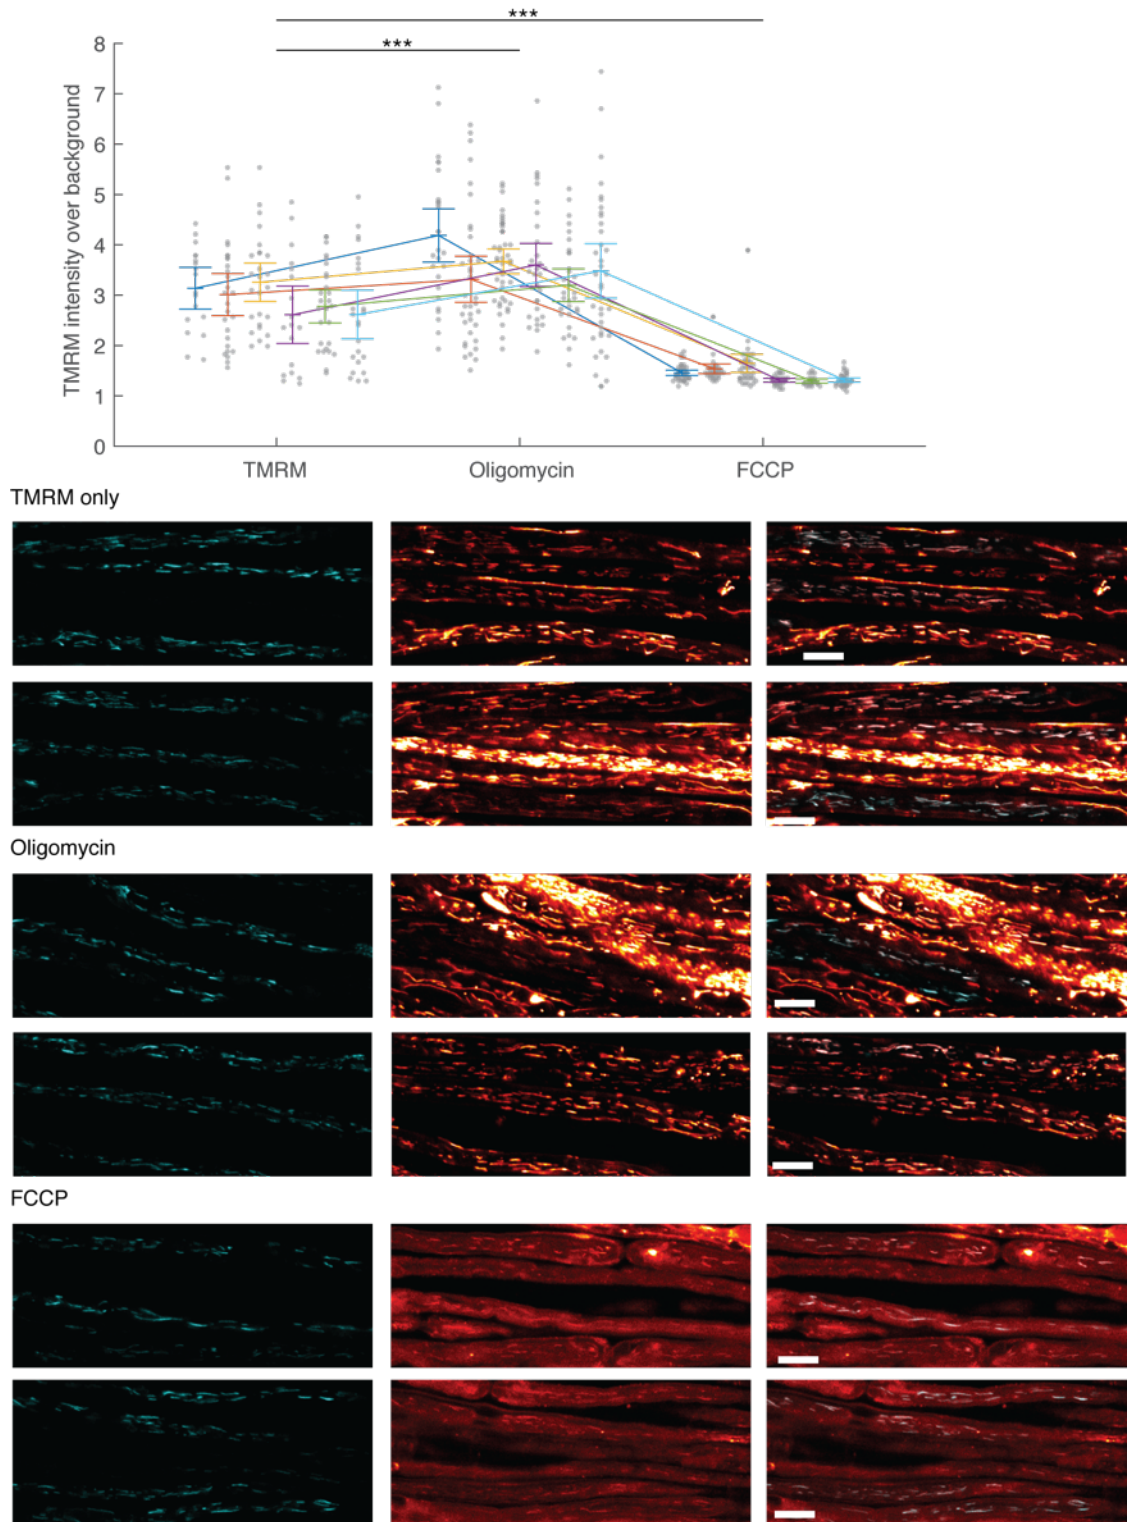 ***
***
8
7
6
5
4
3
2
1
0
TMRM intensity over background
TMRM Oligomycin FCCP
TMRM only
Oligomycin
FCCP